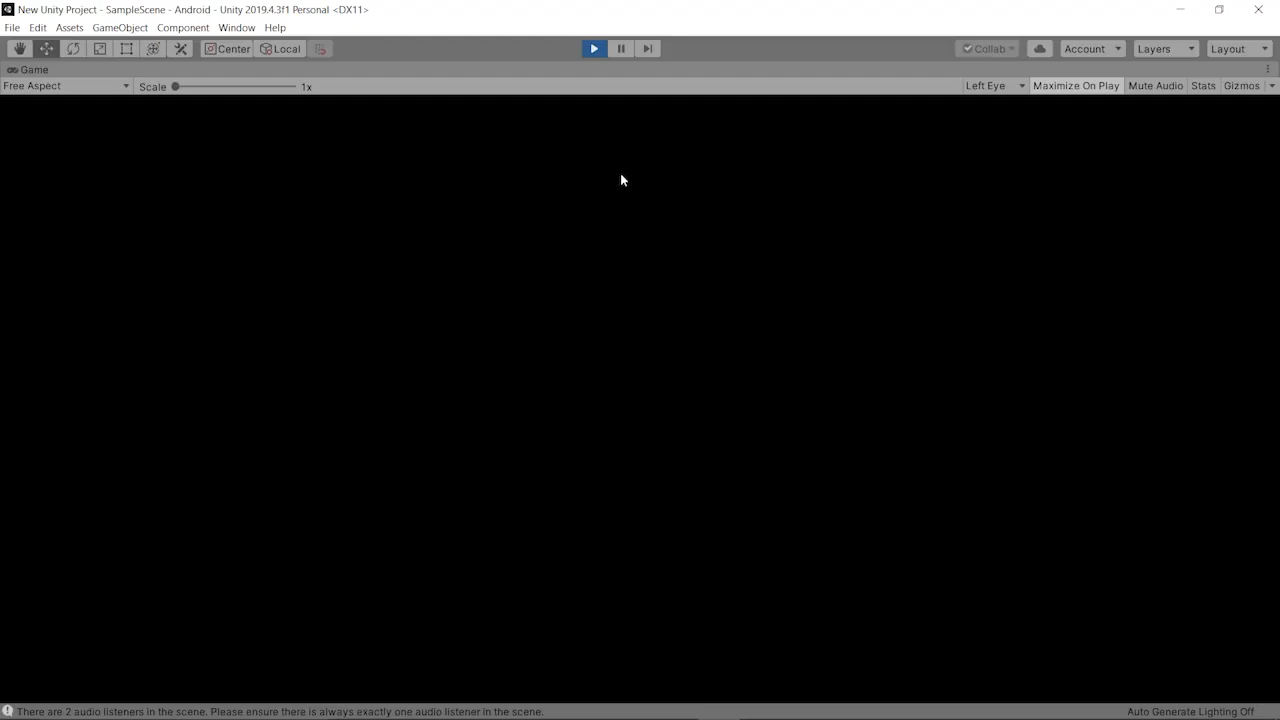 New Unity Project - SampleScene - Android - Unity 2019.4.3f1 Personal <DX11>
File Edit Assets GameObject Component Window Help
Center Local Collab Account Layers Layout
Game
Free Aspect Scale 1x Left Eye Maximize On Play Mute Audio Stats Gizmos
There are 2 audio listeners in the scene. Please ensure there is always exactly one audio listener in the scene. Auto Generate Lighting Off